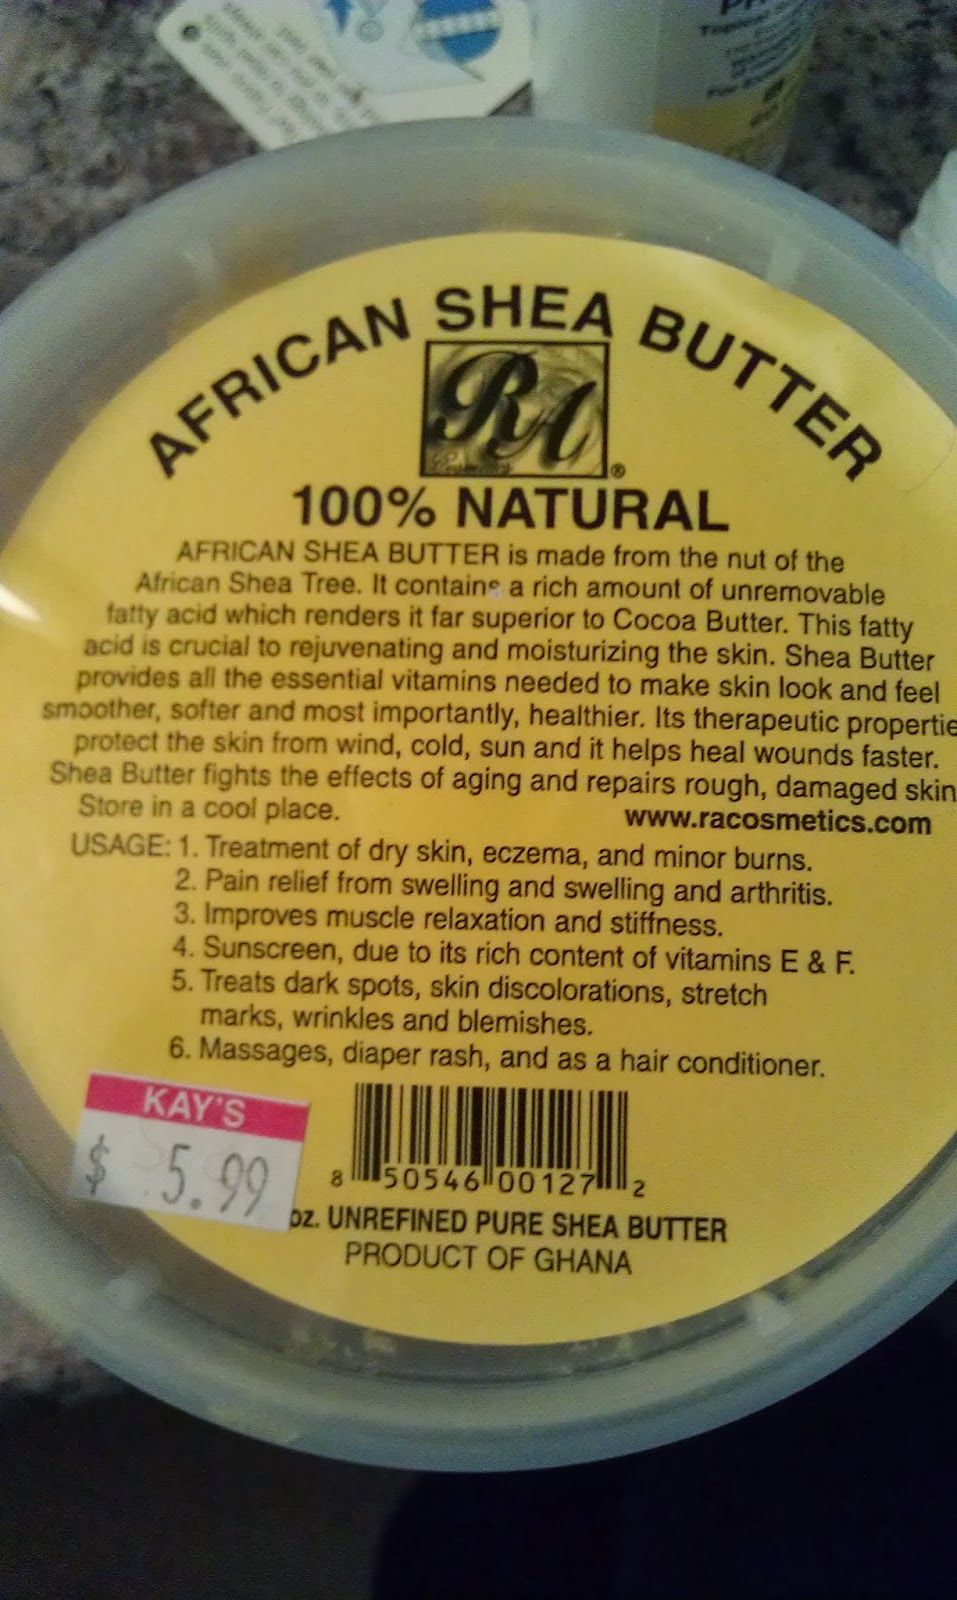 AFRICAN SHEA BUTTER
RA
®
100% NATURAL
AFRICAN SHEA BUTTER is made from the nut of the
African Shea Tree. It contains a rich amount of unremovable
fatty acid which renders it far superior to Cocoa Butter. This fatty
acid is crucial to rejuvenating and moisturizing the skin. Shea Butter
provides all the essential vitamins needed to make skin look and feel
smoother, softer and most importantly, healthier. Its therapeutic propertie
protect the skin from wind, cold, sun and it helps heal wounds faster.
Shea Butter fights the effects of aging and repairs rough, damaged skin
Store in a cool place. www.racosmetics.com
USAGE: 1. Treatment of dry skin, eczema, and minor burns.
2. Pain relief from swelling and swelling and arthritis.
3. Improves muscle relaxation and stiffness.
4. Sunscreen, due to its rich content of vitamins E & F.
5. Treats dark spots, skin discolorations, stretch
marks, wrinkles and blemishes.
6. Massages, diaper rash, and as a hair conditioner.
KAY'S
$ 5.99
8 50546 00127 2
oz. UNREFINED PURE SHEA BUTTER
PRODUCT OF GHANA